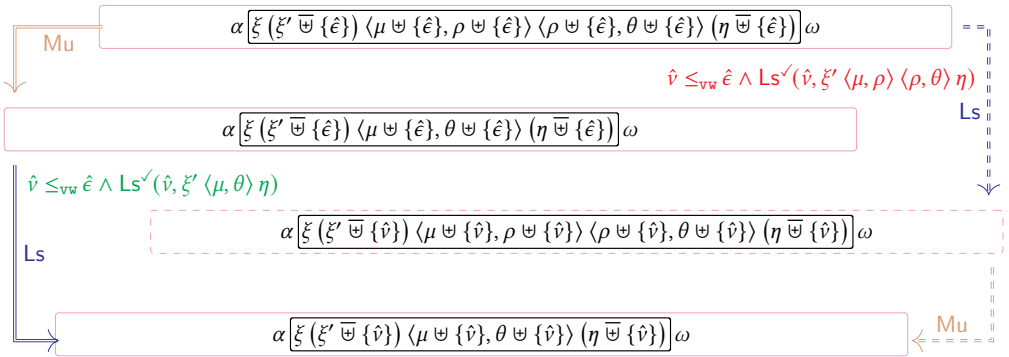 α ξ (ξ′ ⊎̅ {ϵ̂}) ⟨μ ⊎ {ϵ̂}, ρ ⊎ {ϵ̂}⟩ ⟨ρ ⊎ {ϵ̂}, θ ⊎ {ϵ̂}⟩ (η ⊎̅ {ϵ̂}) ω
Mu
ν̂ ≤vw ϵ̂ ∧ Ls✓(ν̂, ξ′ ⟨μ, ρ⟩ ⟨ρ, θ⟩ η)
Ls
α ξ (ξ′ ⊎̅ {ϵ̂}) ⟨μ ⊎ {ϵ̂}, θ ⊎ {ϵ̂}⟩ (η ⊎̅ {ϵ̂}) ω
ν̂ ≤vw ϵ̂ ∧ Ls✓(ν̂, ξ′ ⟨μ, θ⟩ η)
α ξ (ξ′ ⊎̅ {ν̂}) ⟨μ ⊎ {ν̂}, ρ ⊎ {ν̂}⟩ ⟨ρ ⊎ {ν̂}, θ ⊎ {ν̂}⟩ (η ⊎̅ {ν̂}) ω
Ls
Mu
α ξ (ξ′ ⊎̅ {ν̂}) ⟨μ ⊎ {ν̂}, θ ⊎ {ν̂}⟩ (η ⊎̅ {ν̂}) ω